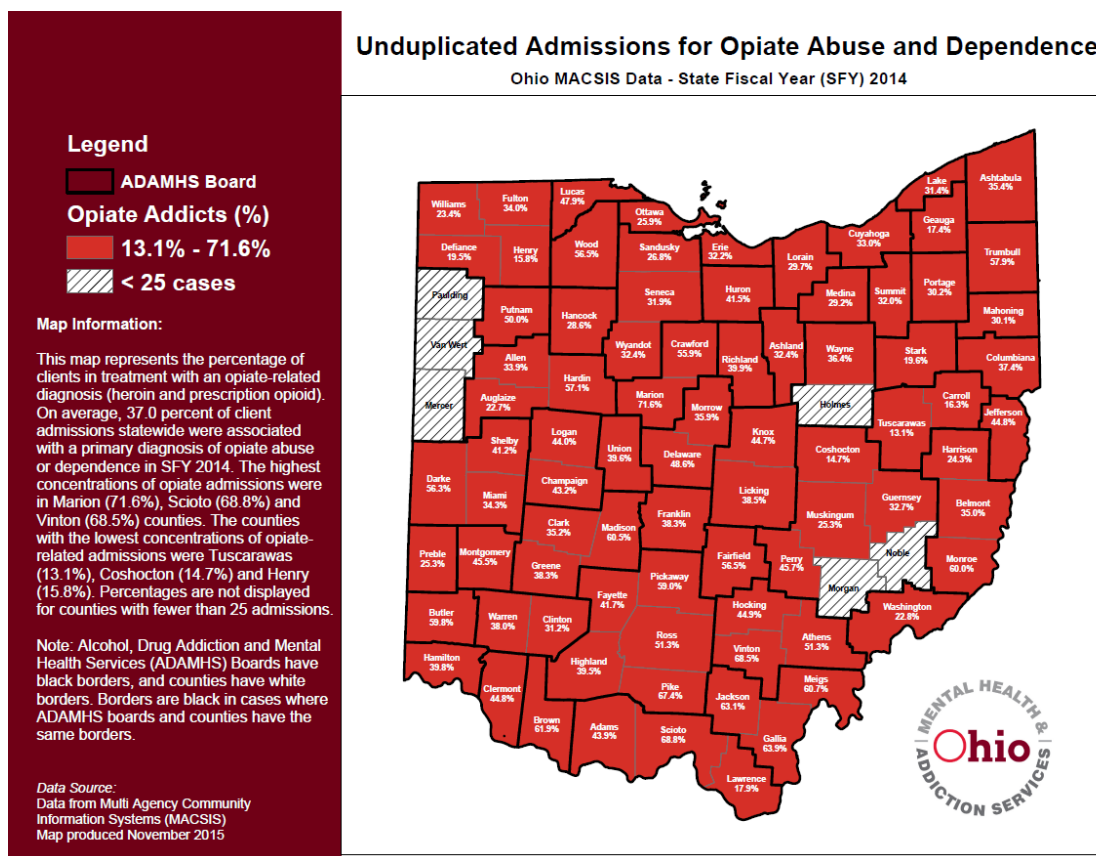 Unduplicated Admissions for Opiate Abuse and Dependence
Ohio MACSIS Data - State Fiscal Year (SFY) 2014
Legend
ADAMHS Board
Opiate Addicts (%)
13.1% - 71.6%
< 25 cases
Map Information:
This map represents the percentage of
clients in treatment with an opiate-related
diagnosis (heroin and prescription opioid).
On average, 37.0 percent of client
admissions statewide were associated
with a primary diagnosis of opiate abuse
or dependence in SFY 2014. The highest
concentrations of opiate admissions were
in Marion (71.6%), Scioto (68.8%) and
Vinton (68.5%) counties. The counties
with the lowest concentrations of opiate-
related admissions were Tuscarawas
(13.1%), Coshocton (14.7%) and Henry
(15.8%). Percentages are not displayed
for counties with fewer than 25 admissions.
Note: Alcohol, Drug Addiction and Mental
Health Services (ADAMHS) Boards have
black borders, and counties have white
borders. Borders are black in cases where
ADAMHS boards and counties have the
same borders.
Data Source:
Data from Multi Agency Community
Information Systems (MACSIS)
Map produced November 2015
Williams
23.4%
Fulton
34.0%
Lucas
47.9%
Ottawa
25.9%
Lake
31.4%
Ashtabula
35.4%
Geauga
17.4%
Cuyahoga
33.0%
Defiance
19.5%
Henry
15.8%
Wood
56.5%
Sandusky
26.8%
Erie
32.2%
Lorain
29.7%
Trumbull
57.9%
Paulding
Putnam
50.0%
Hancock
28.6%
Seneca
31.9%
Huron
41.5%
Medina
29.2%
Summit
32.0%
Portage
30.2%
Mahoning
30.1%
Van Wert
Allen
33.9%
Wyandot
32.4%
Crawford
55.9%
Richland
39.9%
Ashland
32.4%
Wayne
36.4%
Stark
19.6%
Columbiana
37.4%
Mercer
Auglaize
22.7%
Hardin
57.1%
Marion
71.6%
Morrow
35.9%
Holmes
Carroll
16.3%
Tuscarawas
13.1%
Jefferson
44.8%
Shelby
41.2%
Logan
44.0%
Union
39.6%
Delaware
48.6%
Knox
44.7%
Coshocton
14.7%
Harrison
24.3%
Darke
56.3%
Miami
34.3%
Champaign
43.2%
Licking
38.5%
Muskingum
25.3%
Guernsey
32.7%
Belmont
35.0%
Clark
35.2%
Madison
60.5%
Franklin
38.3%
Preble
25.3%
Montgomery
45.5%
Greene
38.3%
Fairfield
56.5%
Perry
45.7%
Noble
Monroe
60.0%
Morgan
Pickaway
59.0%
Fayette
41.7%
Hocking
44.9%
Washington
22.8%
Butler
59.8%
Warren
38.0%
Clinton
31.2%
Ross
51.3%
Athens
51.3%
Vinton
68.5%
Hamilton
39.8%
Highland
39.5%
Clermont
44.8%
Pike
67.4%
Jackson
63.1%
Meigs
60.7%
Brown
61.9%
Adams
43.9%
Scioto
68.8%
Gallia
63.9%
Lawrence
17.9%
MENTAL HEALTH &
Ohio
ADDICTION SERVICES